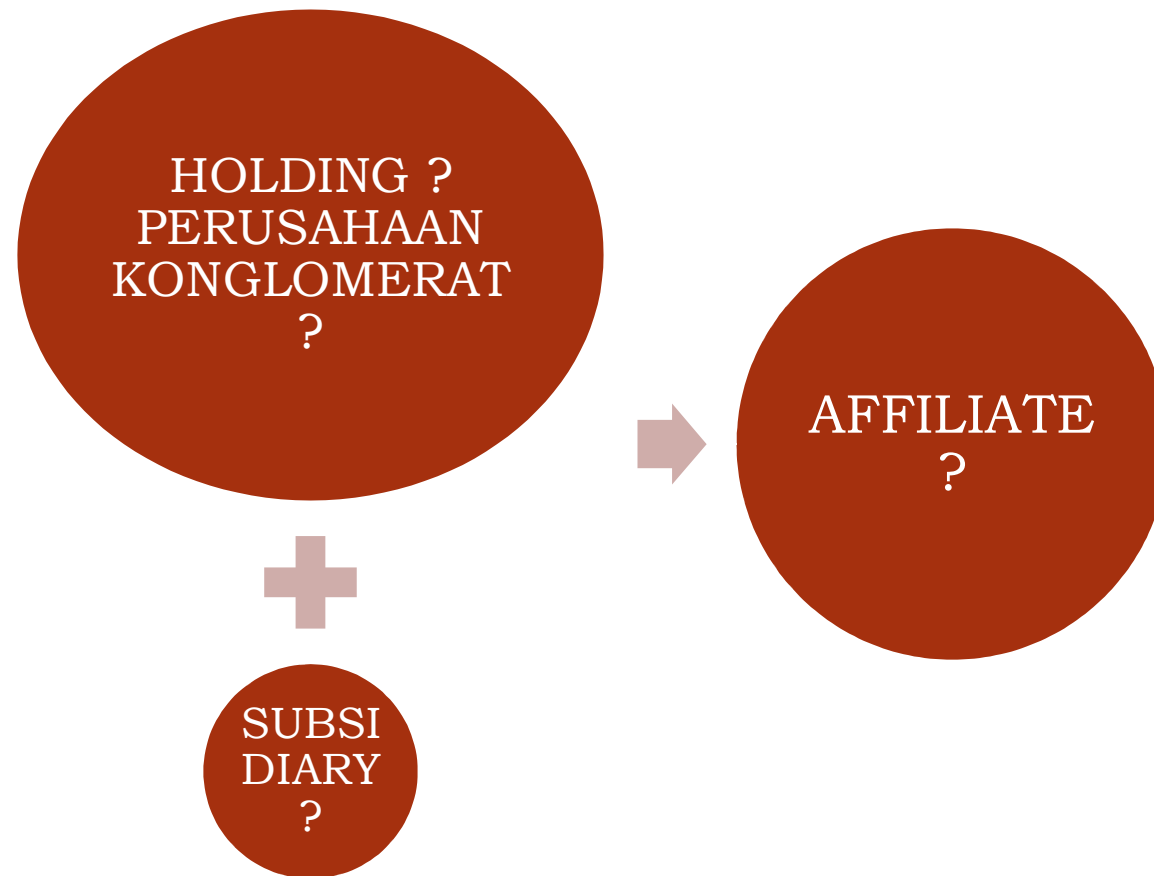 HOLDING ?
PERUSAHAAN
KONGLOMERAT
?
SUBSI
DIARY
?
AFFILIATE
?